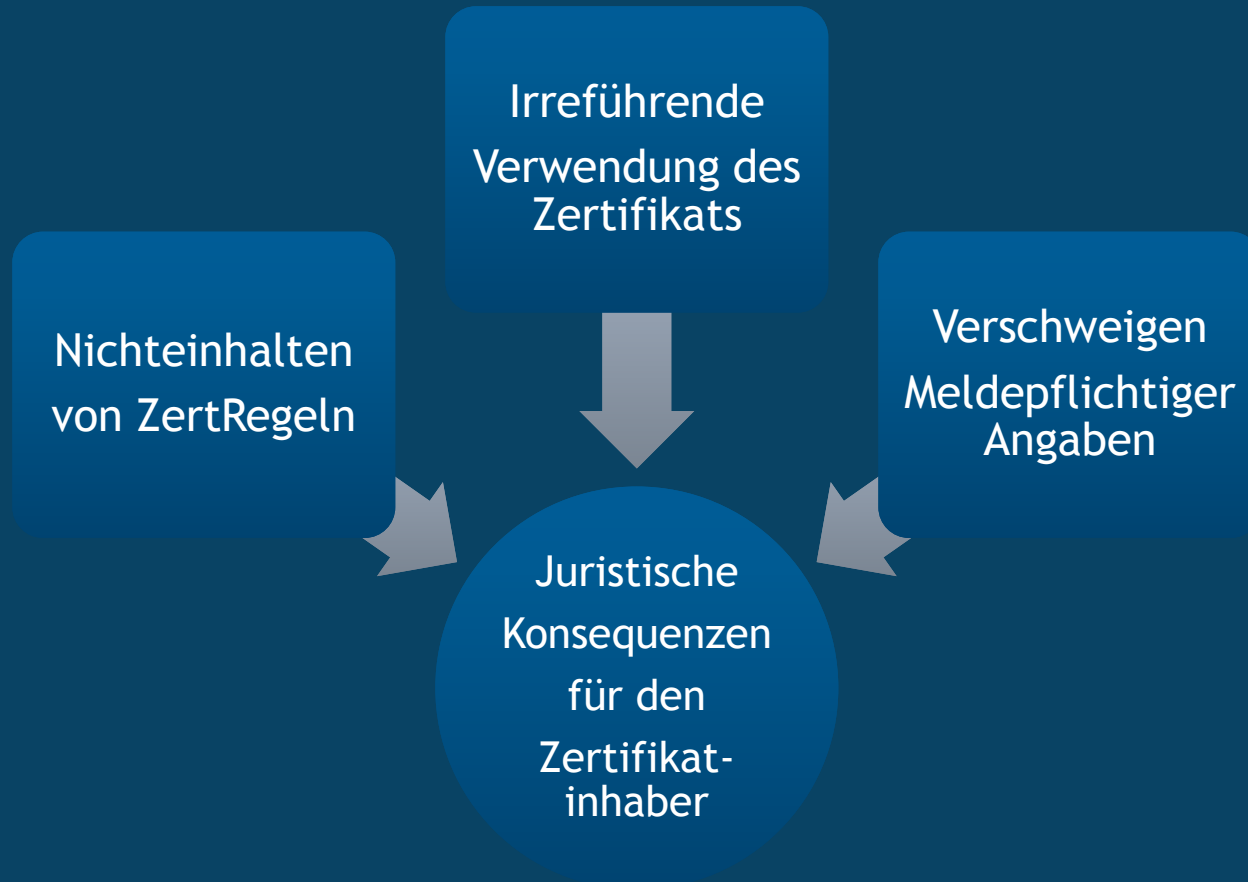 Irreführende
Verwendung des
Zertifikats
Nichteinhalten
von ZertRegeln
Verschweigen
Meldepflichtiger
Angaben
Juristische
Konsequenzen
für den
Zertifikat-
inhaber